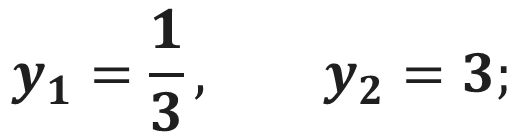 y₁ = 1/3, y₂ = 3;